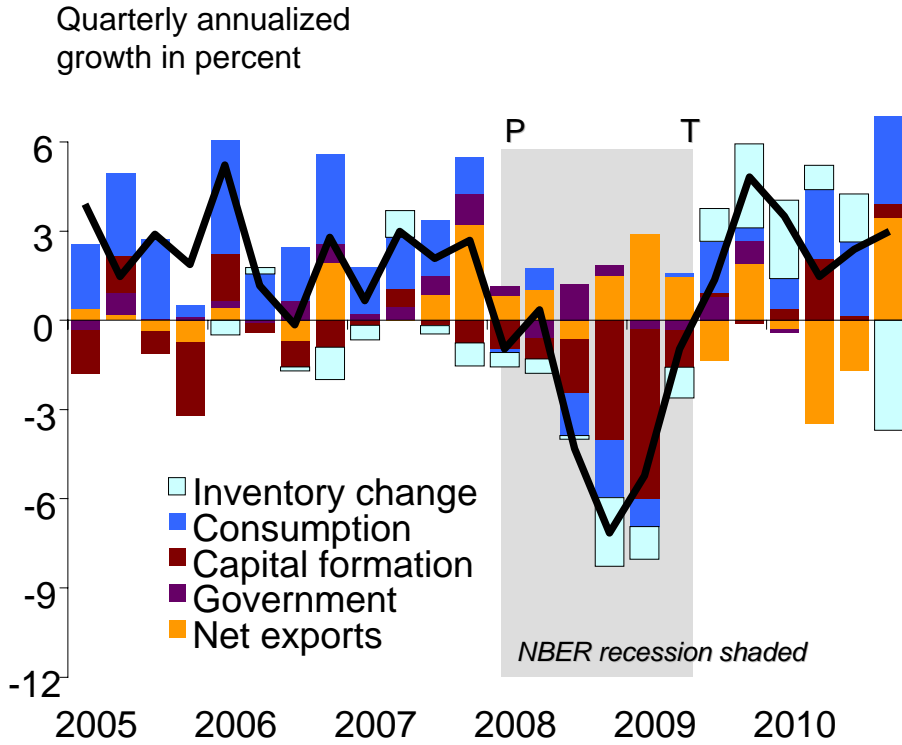 Quarterly annualized
growth in percent
P
T
6
3
0
-3
-6
-9
-12
Inventory change
Consumption
Capital formation
Government
Net exports
NBER recession shaded
2005 2006 2007 2008 2009 2010